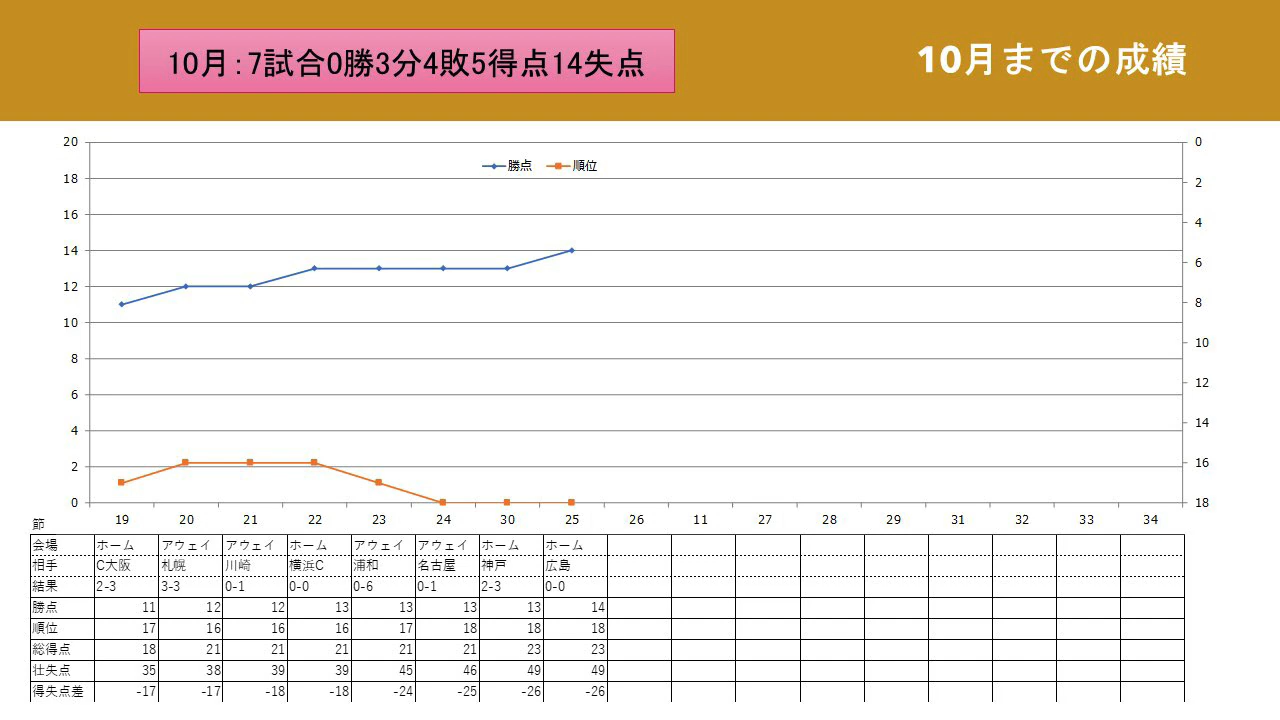 10月:7試合0勝3分4敗5得点14失点
10月までの成績
勝点 順位
20 0
18 2
16 4
14 6
12 8
10 10
8 12
6 14
4 16
2 18
0
節 19 20 21 22 23 24 30 25 26 11 27 28 29 31 32 33 34
会場 ホーム アウェイ アウェイ ホーム アウェイ アウェイ ホーム ホーム
相手 C大阪 札幌 川崎 横浜C 浦和 名古屋 神戸 広島
結果 2-3 3-3 0-1 0-0 0-6 0-1 2-3 0-0
勝点 11 12 12 13 13 13 13 14
順位 17 16 16 16 17 18 18 18
総得点 18 21 21 21 21 21 23 23
壮失点 35 38 39 39 45 46 49 49
得失点差 -17 -17 -18 -18 -24 -25 -26 -26